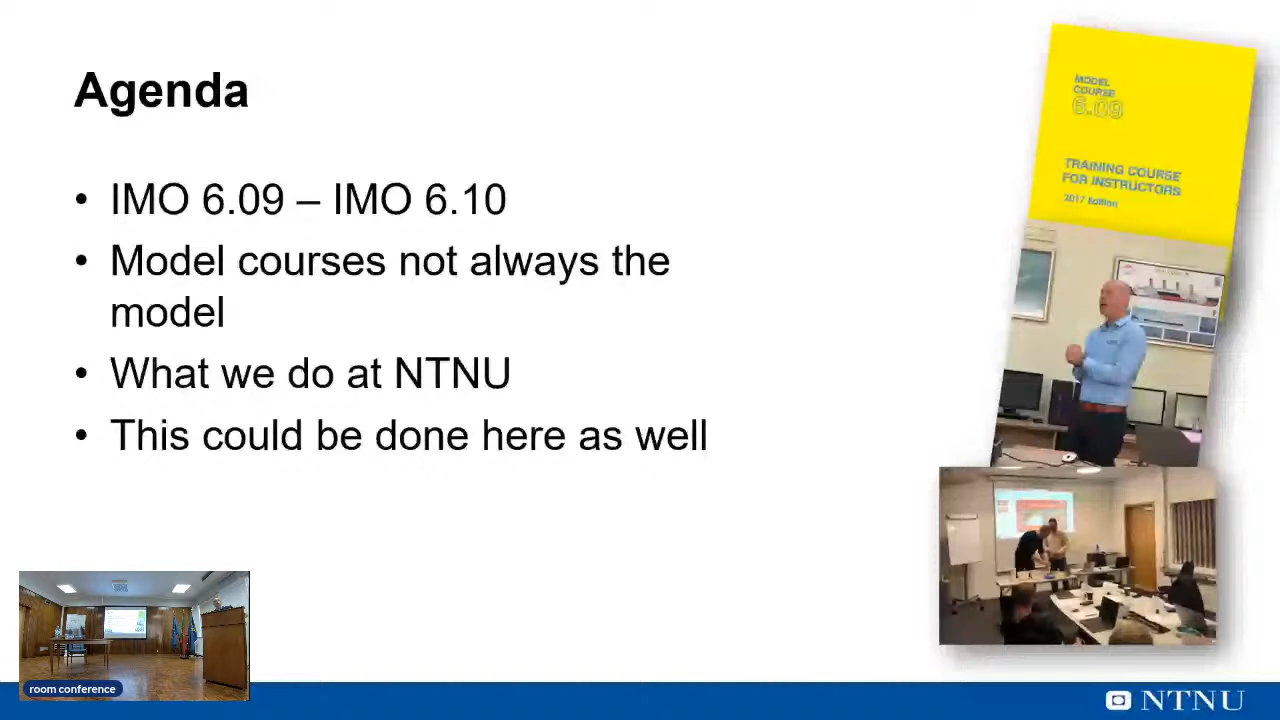 Agenda
• IMO 6.09 – IMO 6.10
• Model courses not always the
model
• What we do at NTNU
• This could be done here as well
MODEL
COURSE
6.09
TRAINING COURSE
FOR INSTRUCTORS
2017 Edition
room conference
NTNU